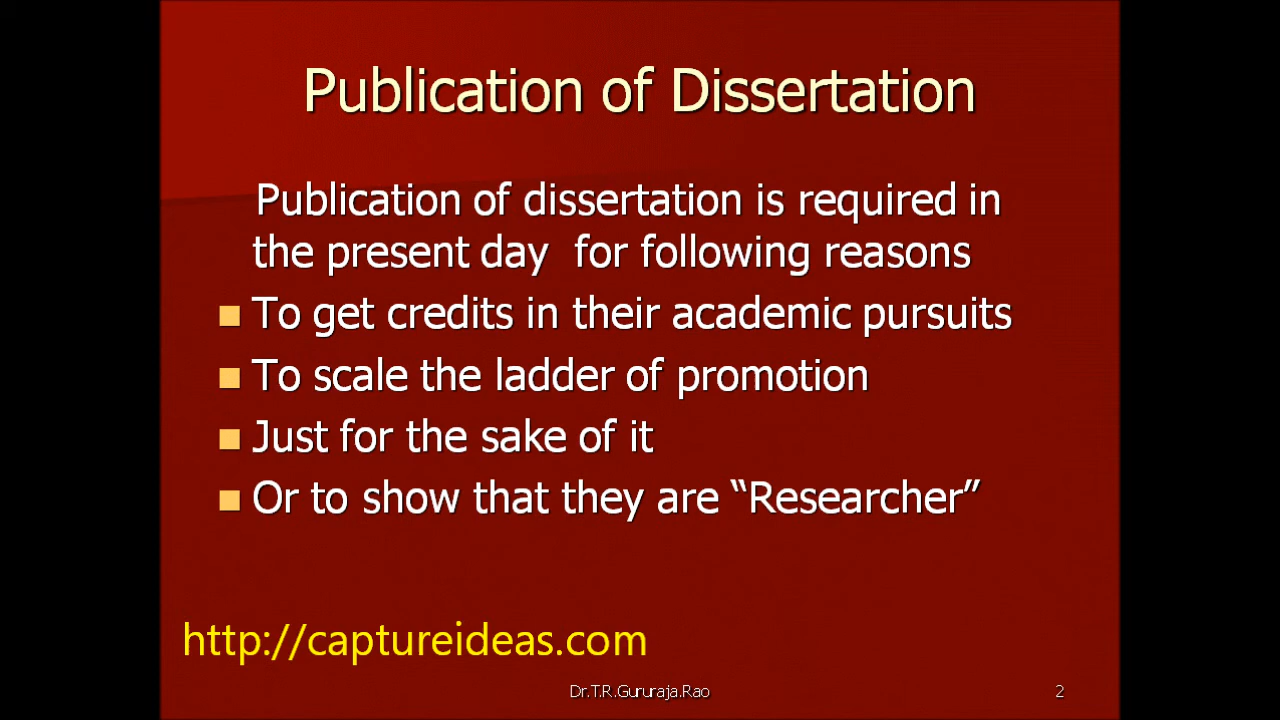 Publication of Dissertation
Publication of dissertation is required in
the present day for following reasons
To get credits in their academic pursuits
To scale the ladder of promotion
Just for the sake of it
Or to show that they are “Researcher”
http://captureideas.com
Dr.T.R.Gururaja.Rao
2